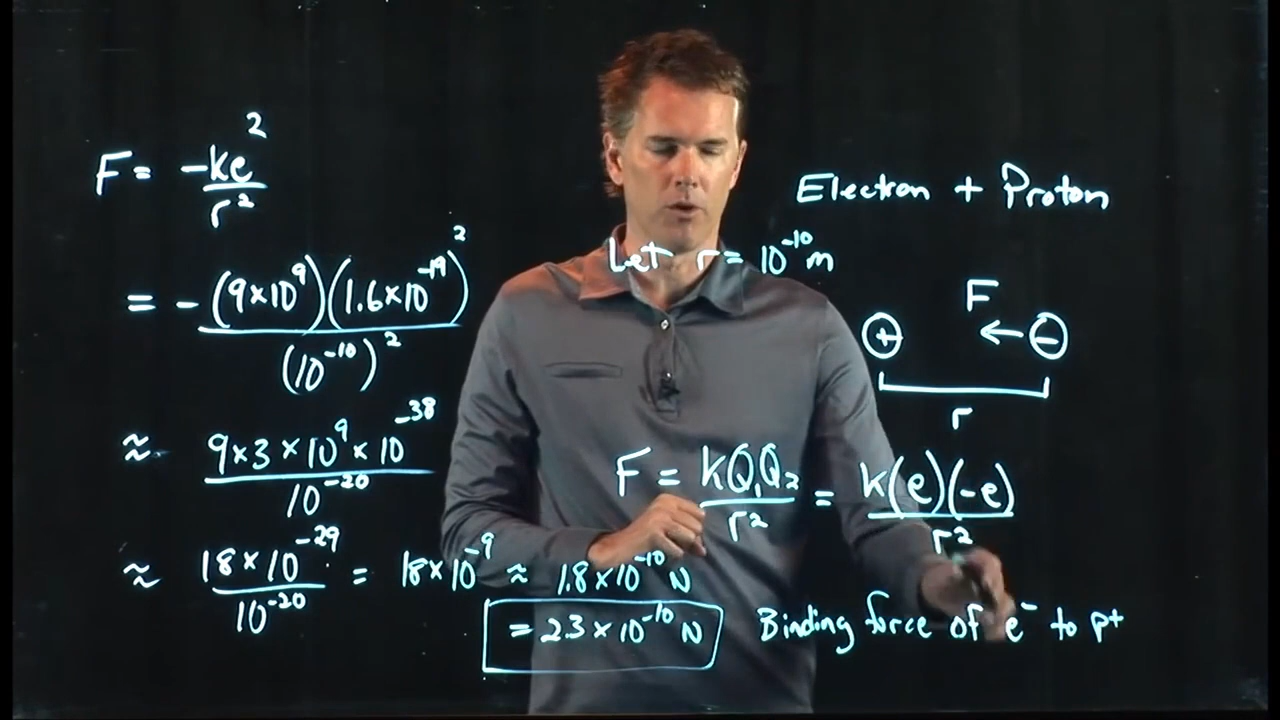 F = -ke² / r²
= - (9×10⁹)(1.6×10⁻¹⁹)² / (10⁻¹⁰)²
≈ 9×3×10⁹×10⁻³⁸ / 10⁻²⁰
≈ 18×10⁻²⁹ / 10⁻²⁰ = 18×10⁻⁹ ≈ 1.8×10⁻¹⁰ N
= 2.3×10⁻¹⁰ N
Let r = 10⁻¹⁰ m
Electron + Proton
F
+ −
r
F = kQ₁Q₂ / r² = k(e)(-e) / r²
Binding force of e⁻ to p+